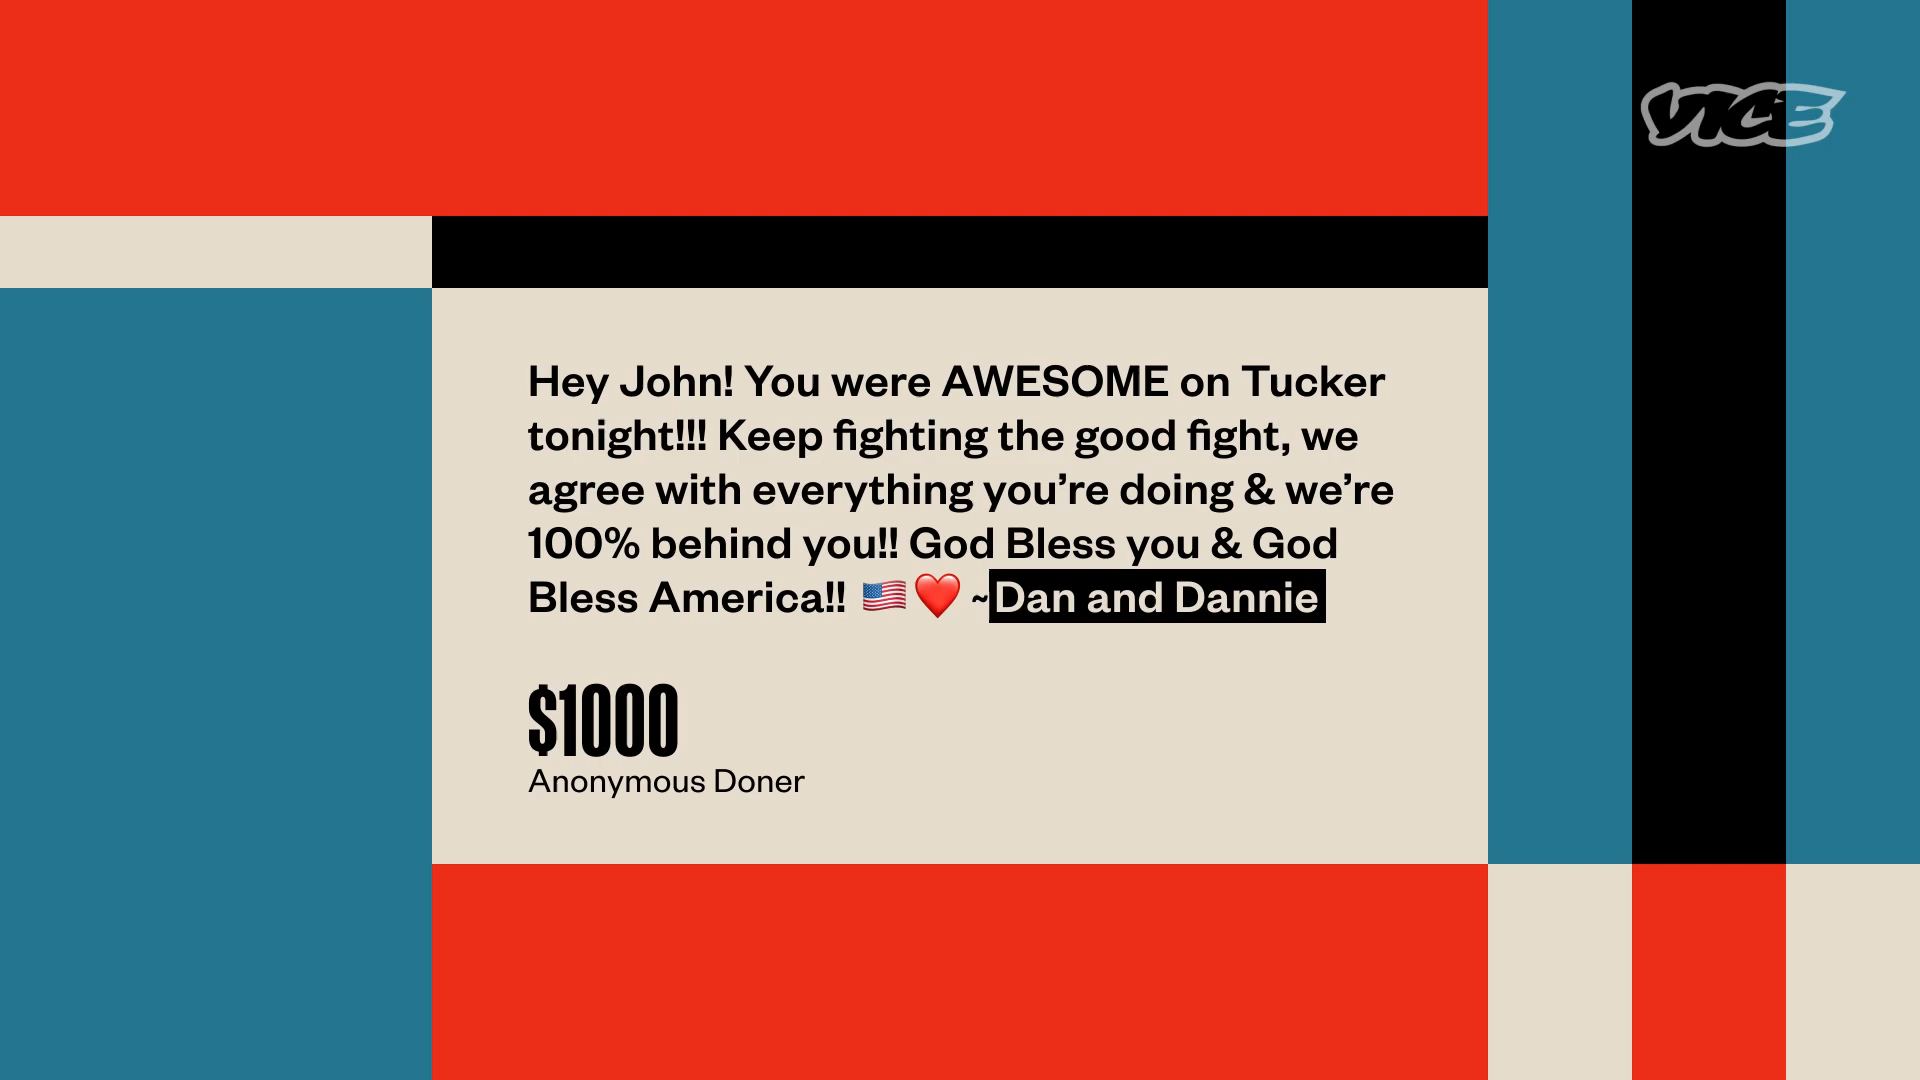 VICE
Hey John! You were AWESOME on Tucker
tonight!!! Keep fighting the good fight, we
agree with everything you’re doing & we’re
100% behind you!! God Bless you & God
Bless America!! 🇺🇸❤️ ~Dan and Dannie
$1000
Anonymous Doner